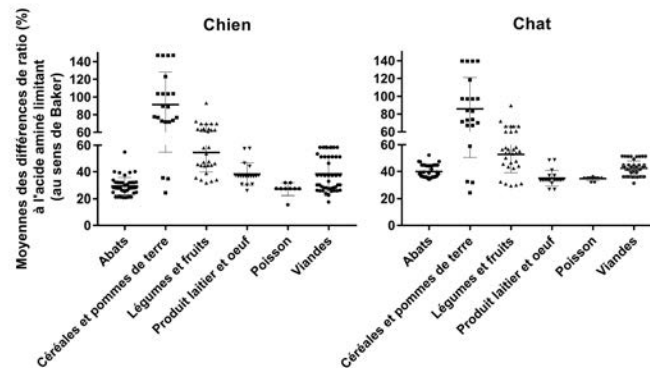 Moyennes des différences de ratio (%)
à l'acide aminé limitant
(au sens de Baker)
Chien
140
120
100
80
60
60
40
20
0
Abats
Céréales et pommes de terre
Légumes et fruits
Produit laitier et oeuf
Poisson
Viandes
Chat
140
120
100
80
60
60
40
20
0
Abats
Céréales et pommes de terre
Légumes et fruits
Produit laitier et oeuf
Poisson
Viandes